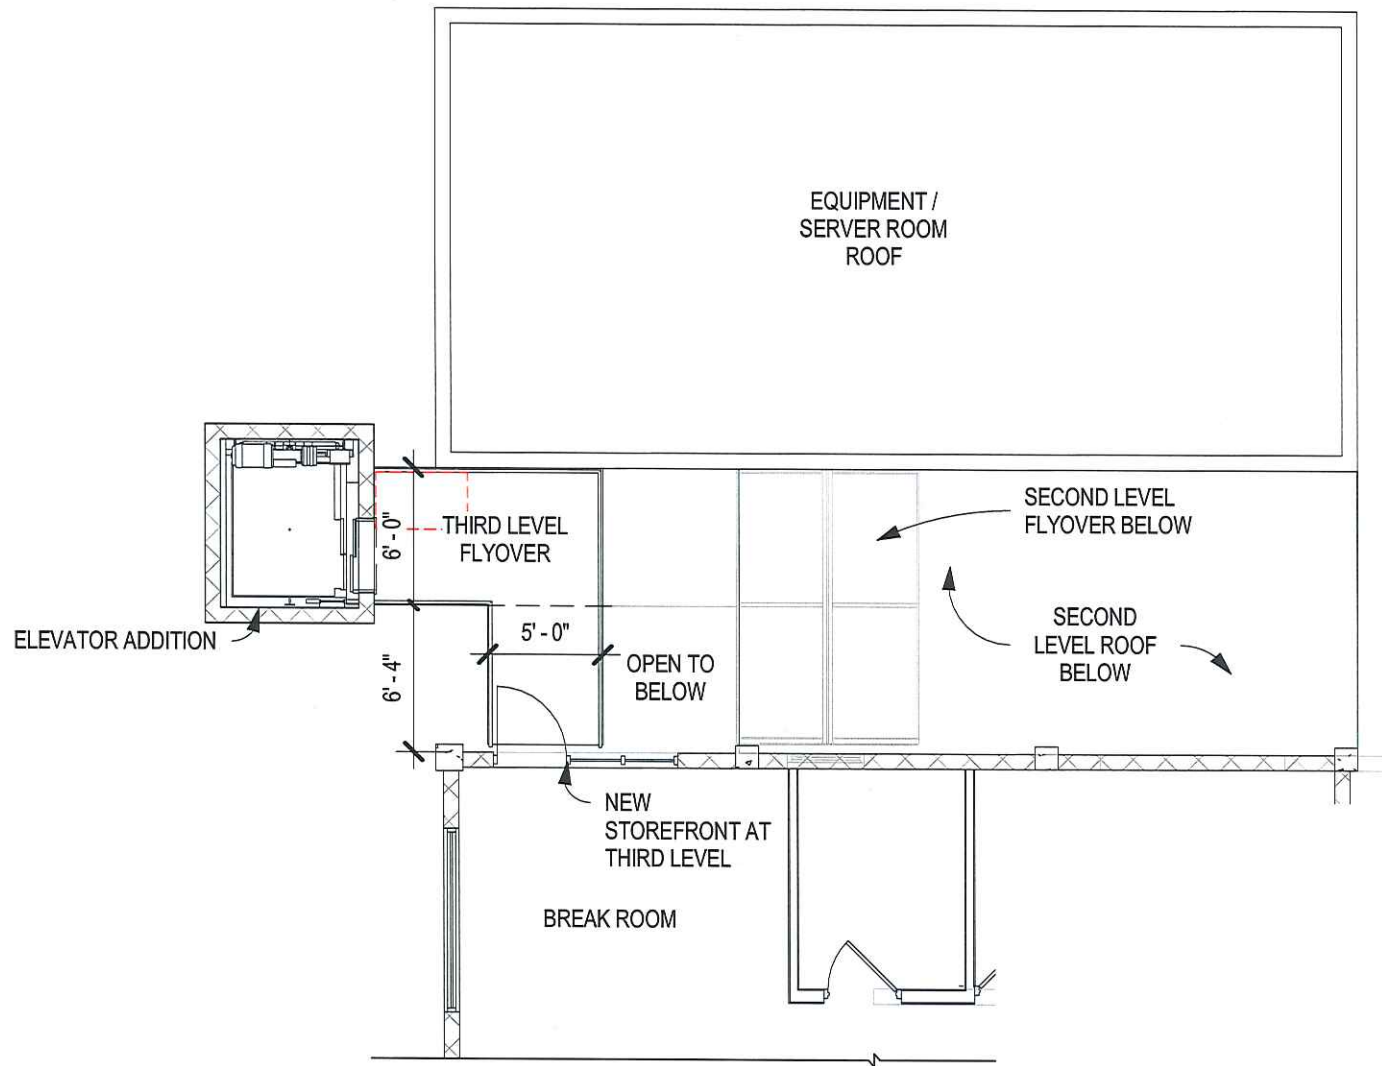 EQUIPMENT /
SERVER ROOM
ROOF
SECOND LEVEL
FLYOVER BELOW
THIRD LEVEL
FLYOVER
6' - 0"
SECOND
LEVEL ROOF
BELOW
ELEVATOR ADDITION
5' - 0"
6' - 4"
OPEN TO
BELOW
NEW
STOREFRONT AT
THIRD LEVEL
BREAK ROOM